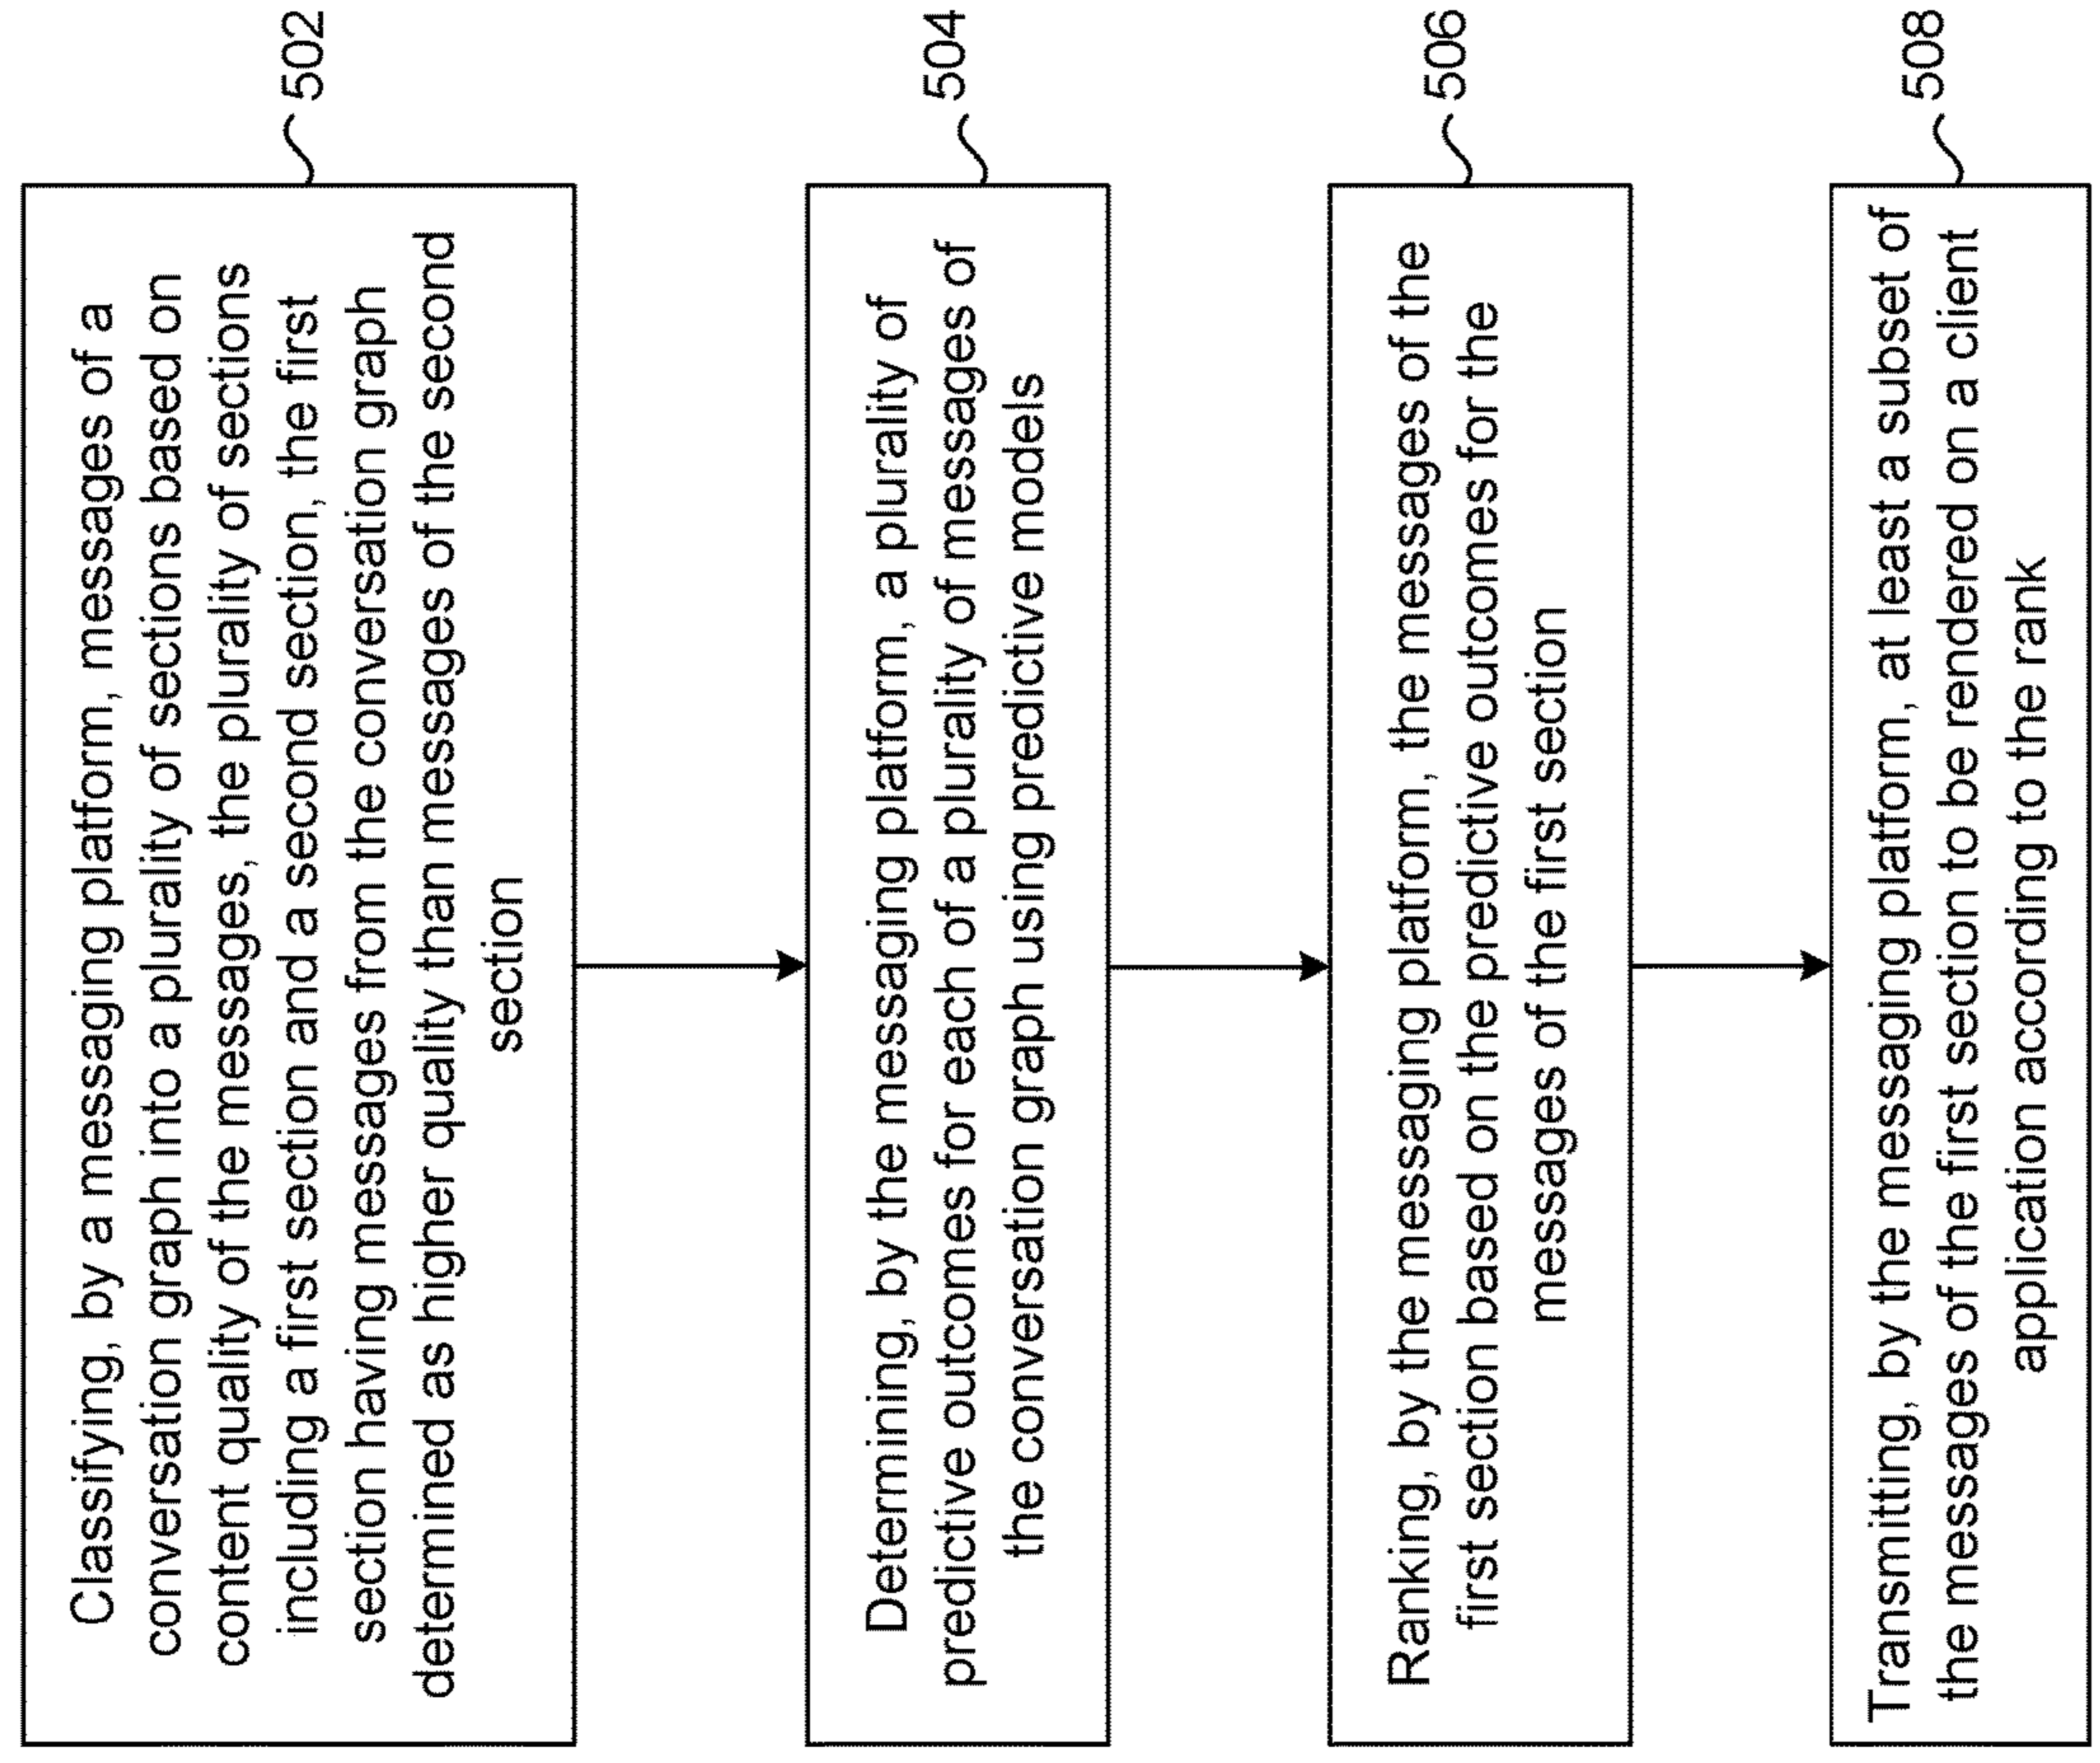 Classifying, by a messaging platform, messages of a
conversation graph into a plurality of sections based on
content quality of the messages, the plurality of sections
including a first section and a second section, the first
section having messages from the conversation graph
determined as higher quality than messages of the second
section
502
Determining, by the messaging platform, a plurality of
predictive outcomes for each of a plurality of messages of
the conversation graph using predictive models
504
Ranking, by the messaging platform, the messages of the
first section based on the predictive outcomes for the
messages of the first section
506
Transmitting, by the messaging platform, at least a subset of
the messages of the first section to be rendered on a client
application according to the rank
508